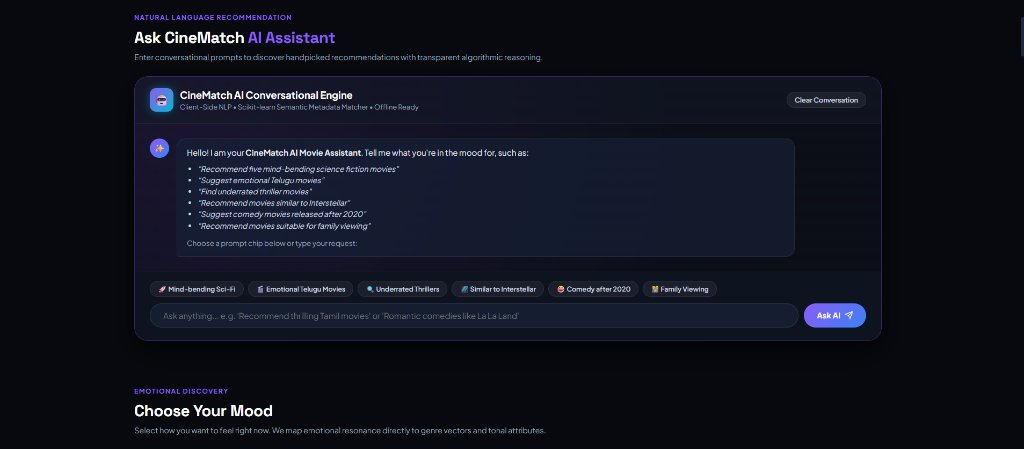 NATURAL LANGUAGE RECOMMENDATION
Ask CineMatch AI Assistant
Enter conversational prompts to discover handpicked recommendations with transparent algorithmic reasoning.
CineMatch AI Conversational Engine
Client-Side NLP • Scikit-learn Semantic Metadata Matcher • Offline Ready
Clear Conversation
Hello! I am your CineMatch AI Movie Assistant. Tell me what you're in the mood for, such as:
• "Recommend five mind-bending science fiction movies"
• "Suggest emotional Telugu movies"
• "Find underrated thriller movies"
• "Recommend movies similar to Interstellar"
• "Suggest comedy movies released after 2020"
• "Recommend movies suitable for family viewing"
Choose a prompt chip below or type your request:
🚀 Mind-bending Sci-Fi 🎬 Emotional Telugu Movies 🔍 Underrated Thrillers 🌌 Similar to Interstellar 😂 Comedy after 2020 👨‍👩‍👧 Family Viewing
Ask anything... e.g. 'Recommend thrilling Tamil movies' or 'Romantic comedies like La La Land'
Ask AI
EMOTIONAL DISCOVERY
Choose Your Mood
Select how you want to feel right now. We map emotional resonance directly to genre vectors and tonal attributes.